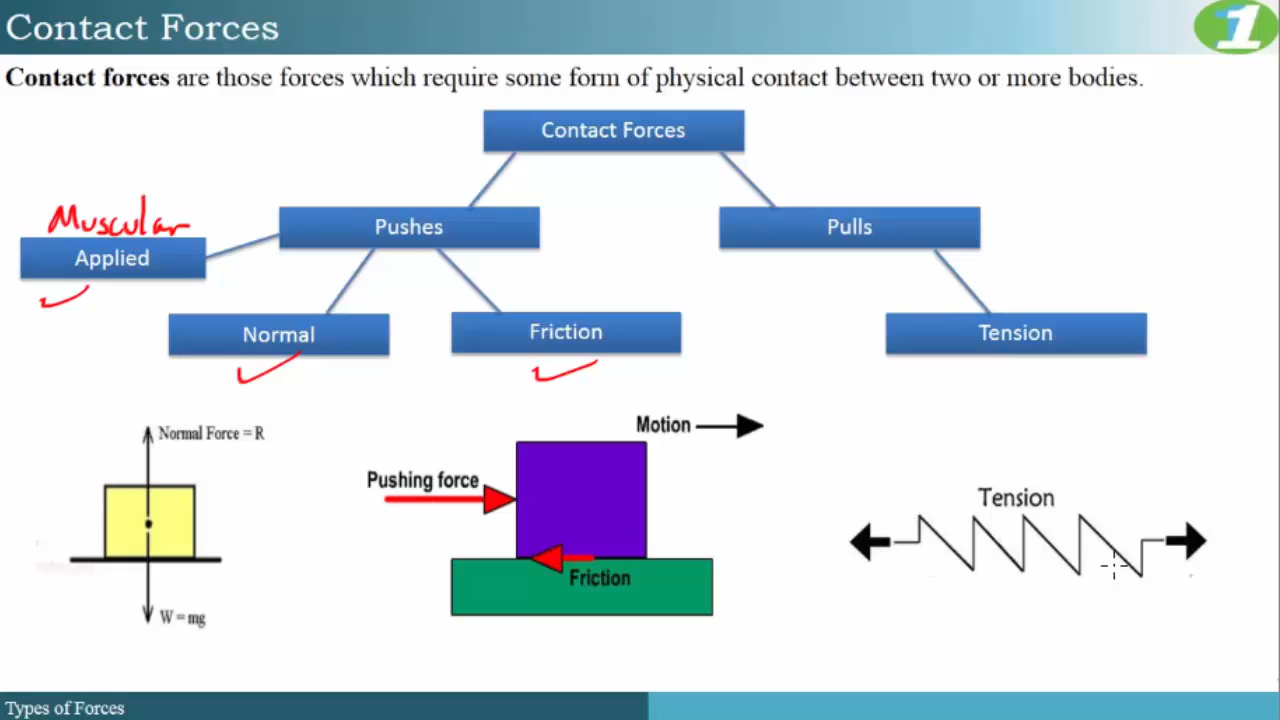 Contact Forces
1
Contact forces are those forces which require some form of physical contact between two or more bodies.
Contact Forces
Muscular
Pushes
Pulls
Applied
Normal
Friction
Tension
Motion
Normal Force = R
Pushing force
Tension
Friction
W = mg
Types of Forces